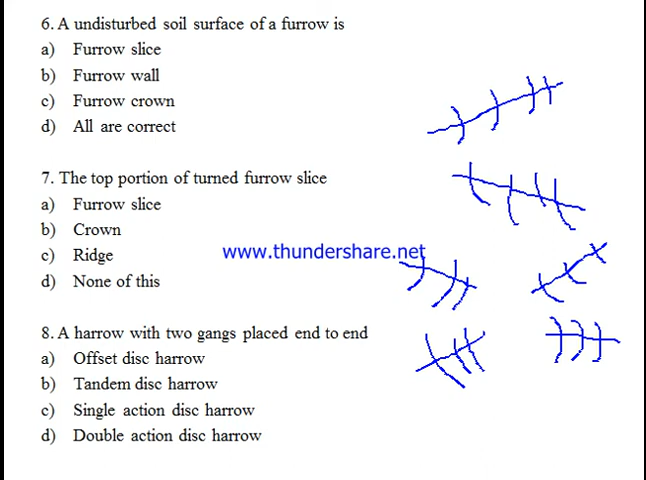 6. A undisturbed soil surface of a furrow is
a) Furrow slice
b) Furrow wall
c) Furrow crown
d) All are correct
7. The top portion of turned furrow slice
a) Furrow slice
b) Crown
c) Ridge
d) None of this
www.thundershare.net
8. A harrow with two gangs placed end to end
a) Offset disc harrow
b) Tandem disc harrow
c) Single action disc harrow
d) Double action disc harrow